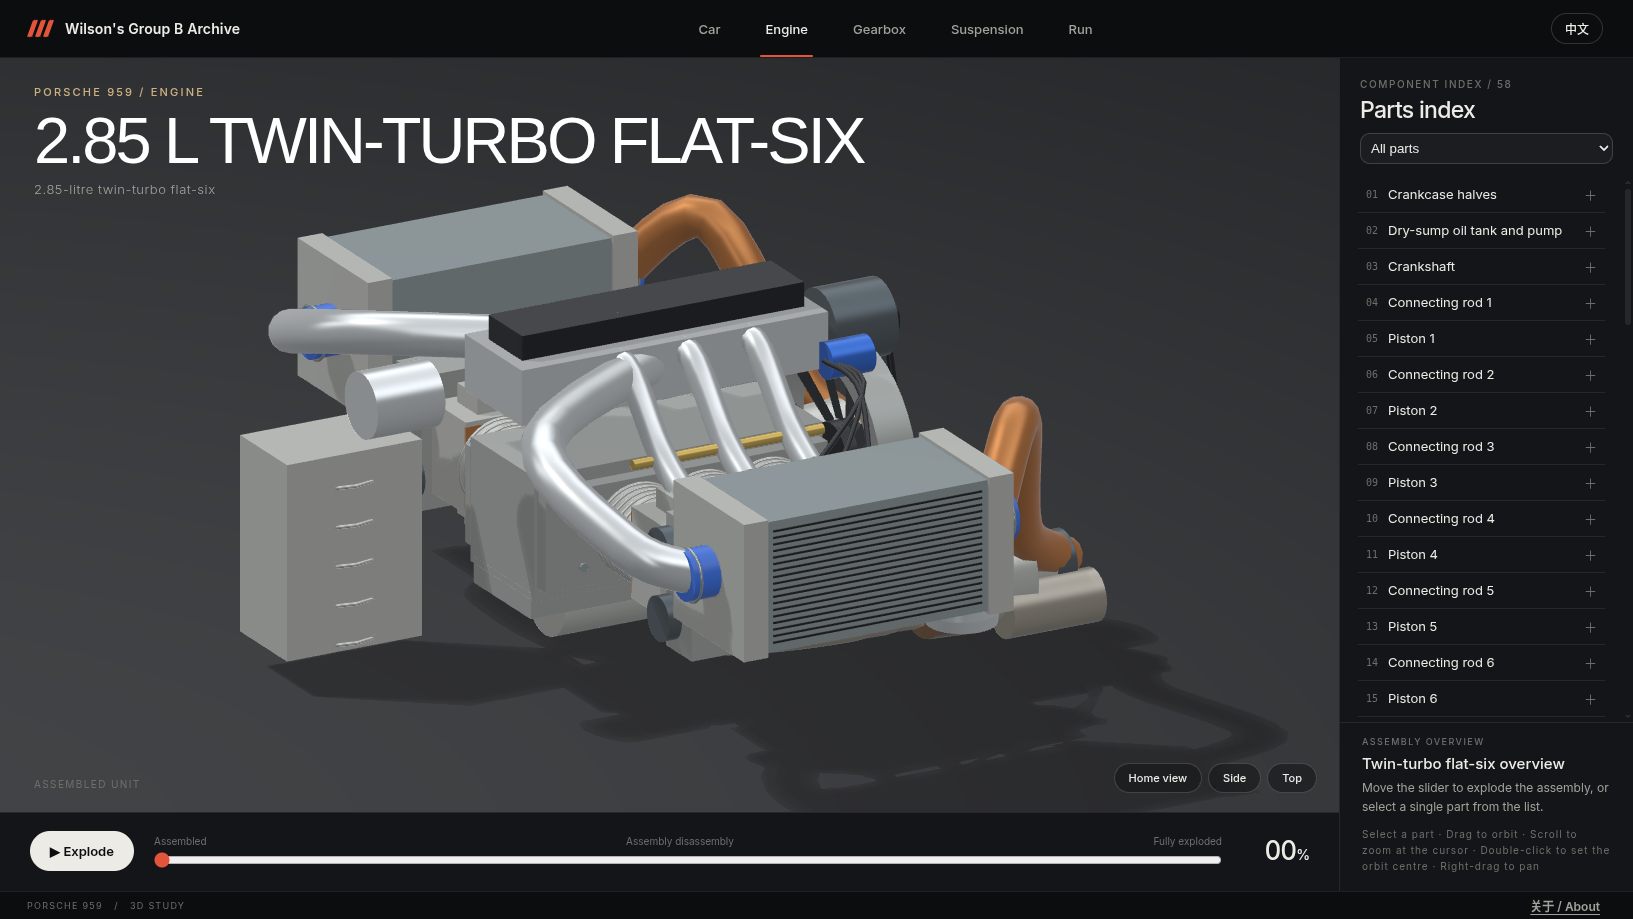 Wilson's Group B Archive
Car
Engine
Gearbox
Suspension
Run
中文
PORSCHE 959 / ENGINE
2.85 L TWIN-TURBO FLAT-SIX
2.85-litre twin-turbo flat-six
COMPONENT INDEX / 58
Parts index
All parts
01 Crankcase halves +
02 Dry-sump oil tank and pump +
03 Crankshaft +
04 Connecting rod 1 +
05 Piston 1 +
06 Connecting rod 2 +
07 Piston 2 +
08 Connecting rod 3 +
09 Piston 3 +
10 Connecting rod 4 +
11 Piston 4 +
12 Connecting rod 5 +
13 Piston 5 +
14 Connecting rod 6 +
15 Piston 6 +
ASSEMBLED UNIT
Home view
Side
Top
ASSEMBLY OVERVIEW
Twin-turbo flat-six overview
Move the slider to explode the assembly, or
select a single part from the list.
Select a part · Drag to orbit · Scroll to
zoom at the cursor · Double-click to set the
orbit centre · Right-drag to pan
▶ Explode
Assembled
Assembly disassembly
Fully exploded
00%
PORSCHE 959 / 3D STUDY
关于 / About